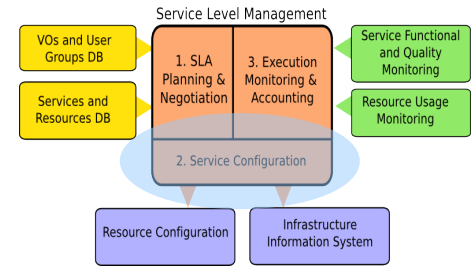 Service Level Management
VOs and User
Groups DB
Services and
Resources DB
1. SLA
Planning &
Negotiation
3. Execution
Monitoring &
Accounting
2. Service Configuration
Service Functional
and Quality
Monitoring
Resource Usage
Monitoring
Resource Configuration
Infrastructure
Information System